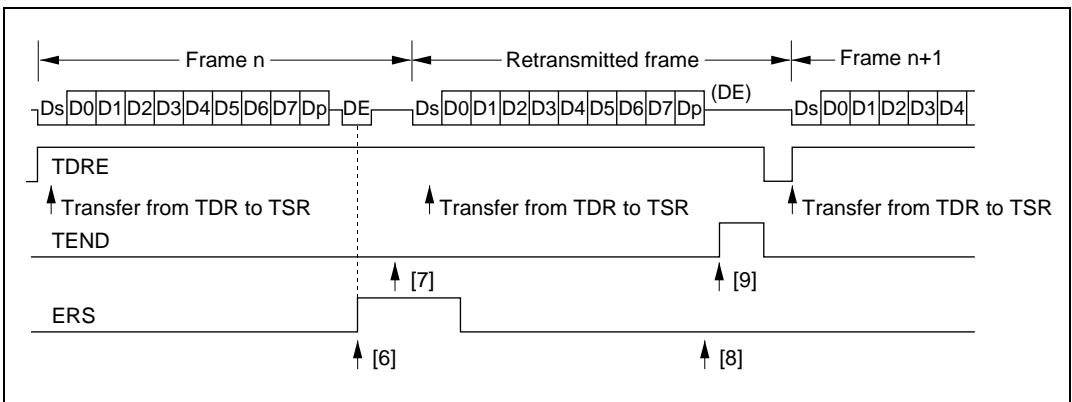 Frame n Retransmitted frame Frame n+1
(DE)
Ds D0 D1 D2 D3 D4 D5 D6 D7 Dp DE Ds D0 D1 D2 D3 D4 D5 D6 D7 Dp Ds D0 D1 D2 D3 D4
TDRE
Transfer from TDR to TSR Transfer from TDR to TSR Transfer from TDR to TSR
TEND
[7] [9]
ERS
[6] [8]